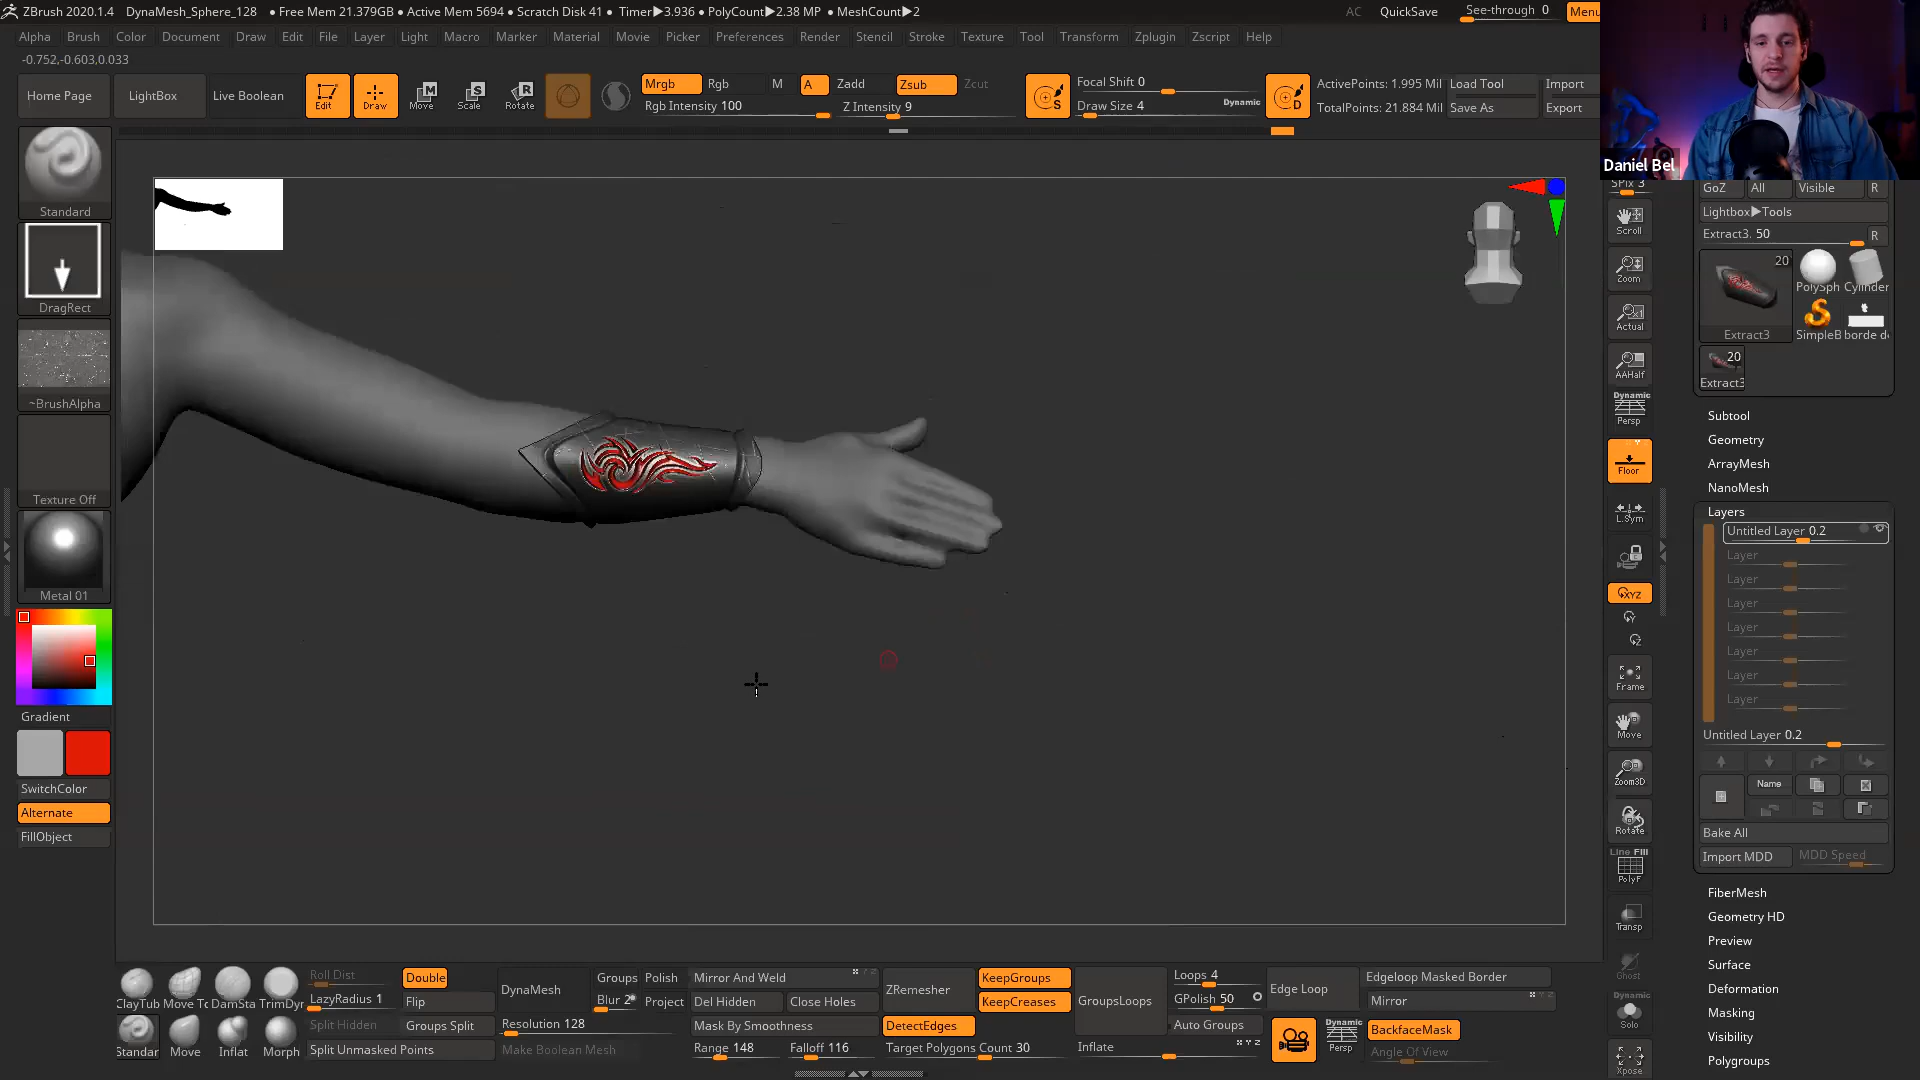 ZBrush 2020.1.4 DynaMesh_Sphere_128 • Free Mem 21.379GB • Active Mem 5694 • Scratch Disk 41 • Timer▶3.936 • PolyCount▶2.38 MP • MeshCount▶2 AC QuickSave See-through 0 Menu
Alpha Brush Color Document Draw Edit File Layer Light Macro Marker Material Movie Picker Preferences Render Stencil Stroke Texture Tool Transform Zplugin Zscript Help
-0.752,-0.603,0.033
Home Page LightBox Live Boolean Edit Draw Move Scale Rotate
Mrgb Rgb M A Zadd Zsub Zcut
Rgb Intensity 100 Z Intensity 9
Focal Shift 0
Draw Size 4 Dynamic
ActivePoints: 1.995 Mil
TotalPoints: 21.884 Mil
Load Tool Import
Save As Export
Daniel Bel
Standard
DragRect
~BrushAlpha
Texture Off
Metal 01
Gradient
SwitchColor
Alternate
FillObject
SPix 3
Scroll
Zoom
Actual
AAHalf
Dynamic
Persp
Floor
L.Sym
XYZ
Y
Z
Frame
Move
Zoom3D
Rotate
Line Fill
PolyF
Transp
Ghost
Dynamic
Solo
Xpose
GoZ All Visible R
Lightbox▶Tools
Extract3. 50 R
20
PolySph Cylinder
Extract3 SimpleB borde d
20
Extract3
Subtool
Geometry
ArrayMesh
NanoMesh
Layers
Untitled Layer 0.2
Layer
Layer
Layer
Layer
Layer
Layer
Layer
Untitled Layer 0.2
Name
Bake All
Import MDD MDD Speed
FiberMesh
Geometry HD
Preview
Surface
Deformation
Masking
Visibility
Polygroups
ClayTub Move To DamSta TrimDyn
Standar Move Inflat Morph
Roll Dist Double
LazyRadius 1 Flip
Split Hidden Groups Split
Split Unmasked Points
DynaMesh Groups Polish
Blur 2 Project
Resolution 128
Make Boolean Mesh
Mirror And Weld
Del Hidden Close Holes
Mask By Smoothness
Range 148 Falloff 116
ZRemesher KeepGroups
KeepCreases
DetectEdges
Target Polygons Count 30
GroupsLoops
Loops 4
GPolish 50
Auto Groups
Inflate
Edge Loop
Edgeloop Masked Border
Mirror
Dynamic
Persp
BackfaceMask
Angle Of View